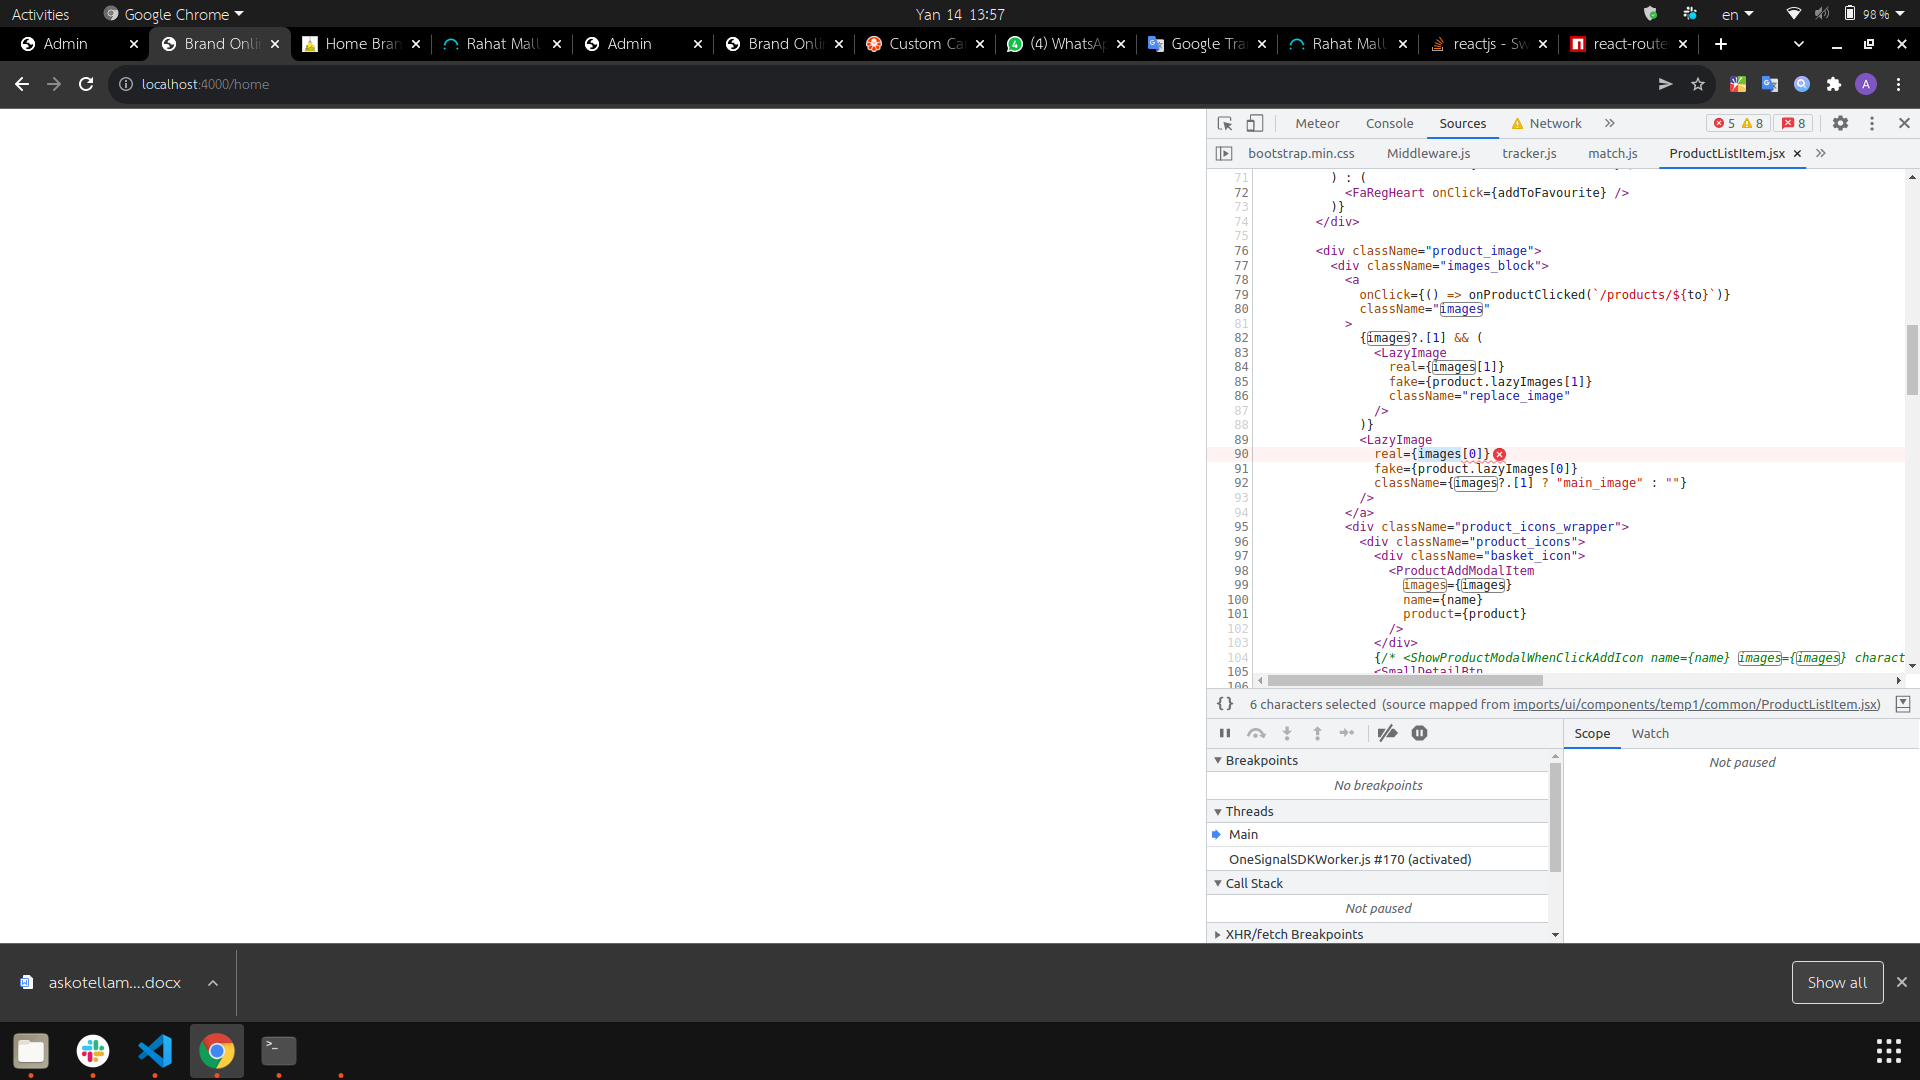 Activities
Google Chrome
Yan 14 13:57
en
98 %
Admin
Brand Onli
Home Bran
Rahat Mall
Admin
Brand Onli
Custom Ca
(4) WhatsAp
Google Tra
Rahat Mall
reactjs - Sw
react-route
localhost:4000/home
A
Meteor
Console
Sources
Network
5
8
8
bootstrap.min.css
Middleware.js
tracker.js
match.js
ProductListItem.jsx
71 ) : (
72 <FaRegHeart onClick={addToFavourite} />
73 )}
74 </div>
75
76 <div className="product_image">
77 <div className="images_block">
78 <a
79 onClick={() => onProductClicked(`/products/${to}`)}
80 className="images"
81 >
82 {images?.[1] && (
83 <LazyImage
84 real={images[1]}
85 fake={product.lazyImages[1]}
86 className="replace_image"
87 />
88 )}
89 <LazyImage
90 real={images[0]}
91 fake={product.lazyImages[0]}
92 className={images?.[1] ? "main_image" : ""}
93 />
94 </a>
95 <div className="product_icons_wrapper">
96 <div className="product_icons">
97 <div className="basket_icon">
98 <ProductAddModalItem
99 images={images}
100 name={name}
101 product={product}
102 />
103 </div>
104 {/* <ShowProductModalWhenClickAddIcon name={name} images={images} charact
105 <SmallDetailBtn
106
{} 6 characters selected (source mapped from imports/ui/components/temp1/common/ProductListItem.jsx)
Scope
Watch
Breakpoints
Not paused
No breakpoints
Threads
Main
OneSignalSDKWorker.js #170 (activated)
Call Stack
Not paused
XHR/fetch Breakpoints
askotellam....docx
Show all